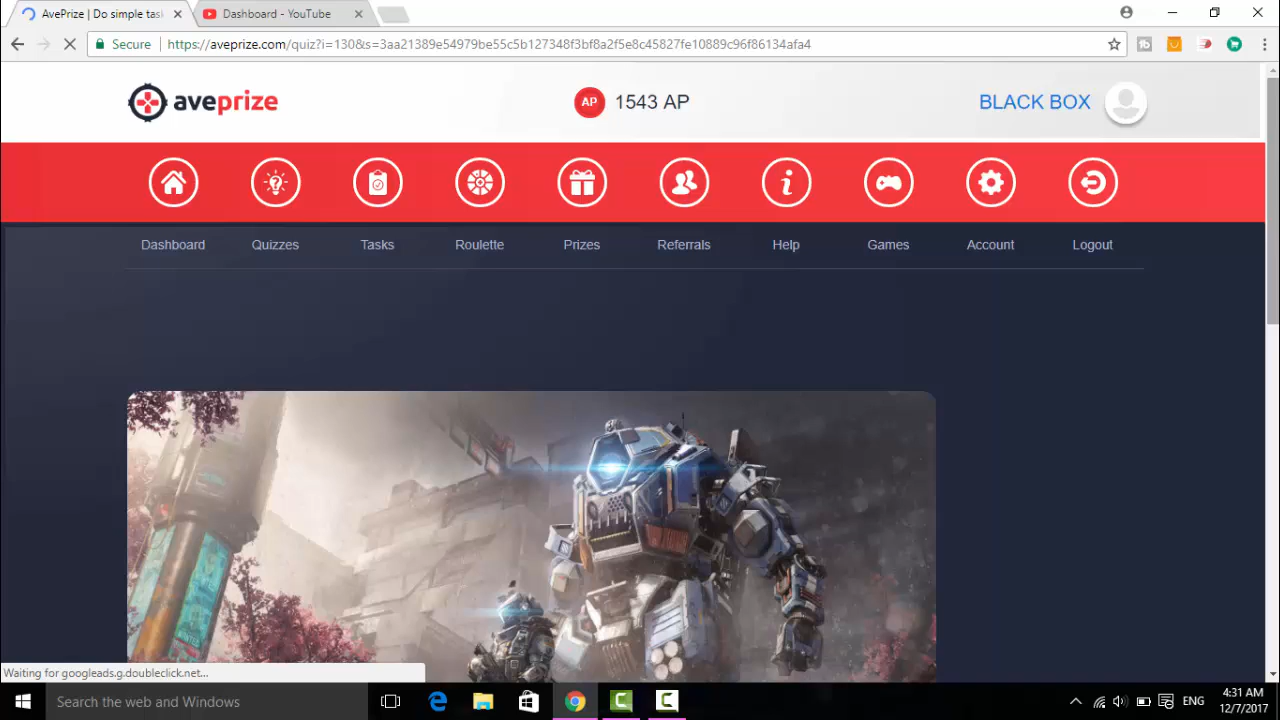 AvePrize | Do simple tas
Dashboard - YouTube
Secure
https://aveprize.com/quiz?i=130&s=3aa21389e54979be55c5b127348f3bf8a2f5e8c45827fe10889c96f86134afa4
aveprize
AP
1543 AP
BLACK BOX
Dashboard
Quizzes
Tasks
Roulette
Prizes
Referrals
Help
Games
Account
Logout
Waiting for googleads.g.doubleclick.net...
Search the web and Windows
ENG
4:31 AM
12/7/2017